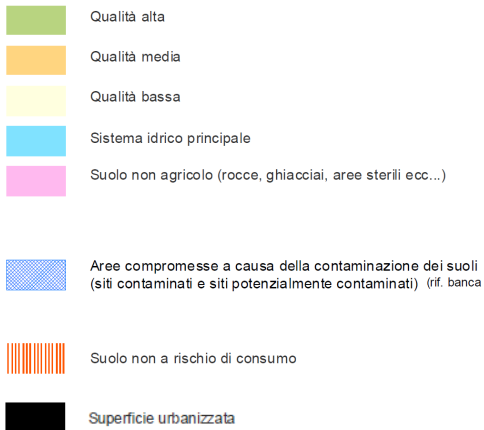 Qualità alta
Qualità media
Qualità bassa
Sistema idrico principale
Suolo non agricolo (rocce, ghiacciai, aree sterili ecc...)
Aree compromesse a causa della contaminazione dei suoli
(siti contaminati e siti potenzialmente contaminati) (rif. banca
Suolo non a rischio di consumo
Superficie urbanizzata